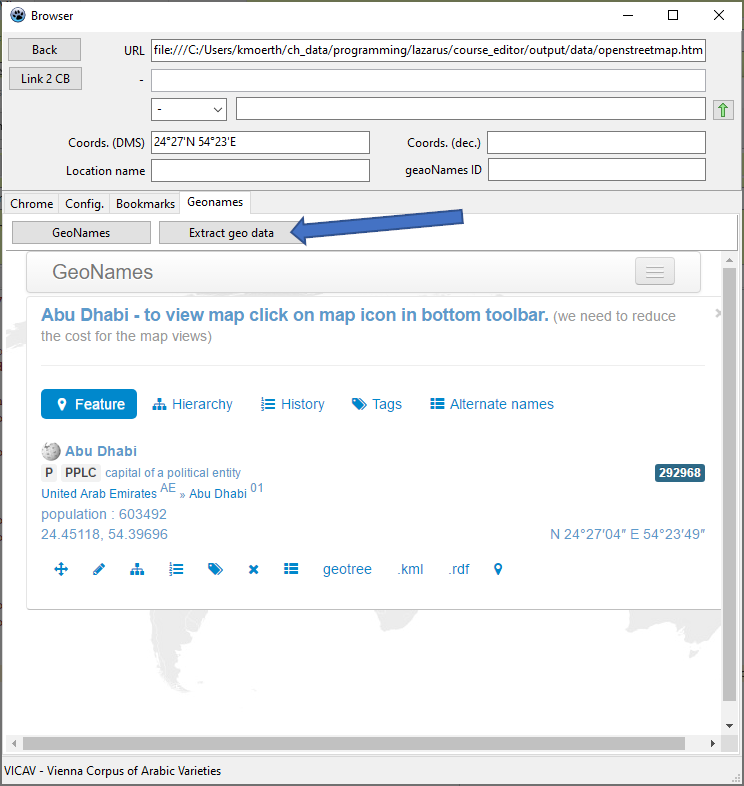 Browser
Back
URL
file:///C:/Users/kmoerth/ch_data/programming/lazarus/course_editor/output/data/openstreetmap.htm
Link 2 CB
-
-
Coords. (DMS)
24°27'N 54°23'E
Coords. (dec.)
Location name
geaoNames ID
Chrome
Config.
Bookmarks
Geonames
GeoNames
Extract geo data
GeoNames
Abu Dhabi - to view map click on map icon in bottom toolbar. (we need to reduce
the cost for the map views)
×
Feature
Hierarchy
History
Tags
Alternate names
Abu Dhabi
P PPLC capital of a political entity
292968
United Arab Emirates AE » Abu Dhabi 01
population : 603492
24.45118, 54.39696
N 24°27′04″ E 54°23′49″
geotree
.kml
.rdf
VICAV - Vienna Corpus of Arabic Varieties